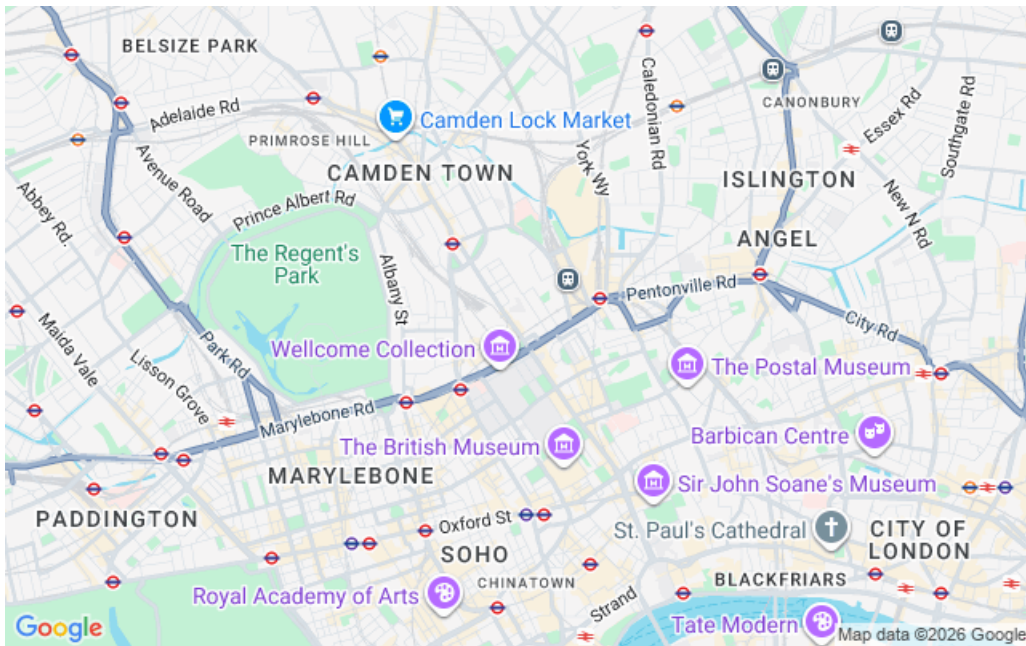 BELSIZE PARK
Caledonian Rd
CANONBURY
Essex Rd
Southgate Rd
Adelaide Rd
Camden Lock Market
PRIMROSE HILL
CAMDEN TOWN
York Wy
ISLINGTON
Avenue Road
Abbey Rd.
Prince Albert Rd
New N Rd
ANGEL
The Regent's
Park
Albany St
Pentonville Rd
City Rd
Maida Vale
Park Rd
Lisson Grove
Wellcome Collection
The Postal Museum
Marylebone Rd
The British Museum
Barbican Centre
MARYLEBONE
Sir John Soane's Museum
PADDINGTON
Oxford St
St. Paul's Cathedral
CITY OF
LONDON
SOHO
CHINATOWN
BLACKFRIARS
Royal Academy of Arts
Strand
Tate Modern
Google
Map data ©2026 Google